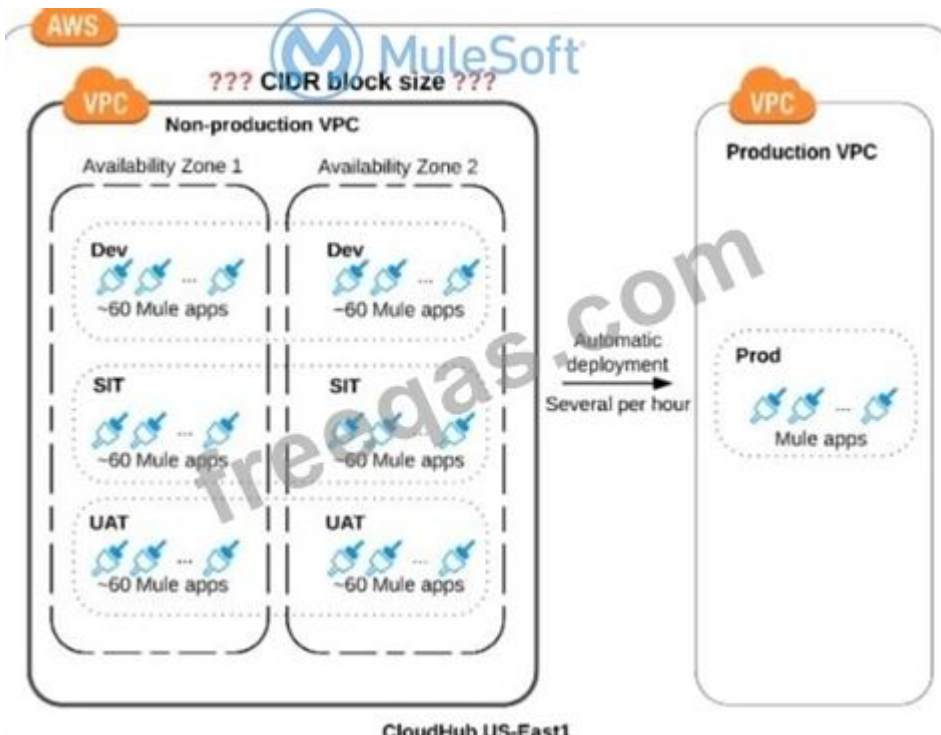 AWS
MuleSoft
??? CIDR block size ???
VPC
Non-production VPC
Availability Zone 1
Availability Zone 2
Dev
...
~60 Mule apps
Dev
...
~60 Mule apps
SIT
...
~60 Mule apps
SIT
...
~60 Mule apps
UAT
...
~60 Mule apps
UAT
...
~60 Mule apps
Automatic
deployment
Several per hour
VPC
Production VPC
Prod
...
Mule apps
freeqas.com
CloudHub US-East1